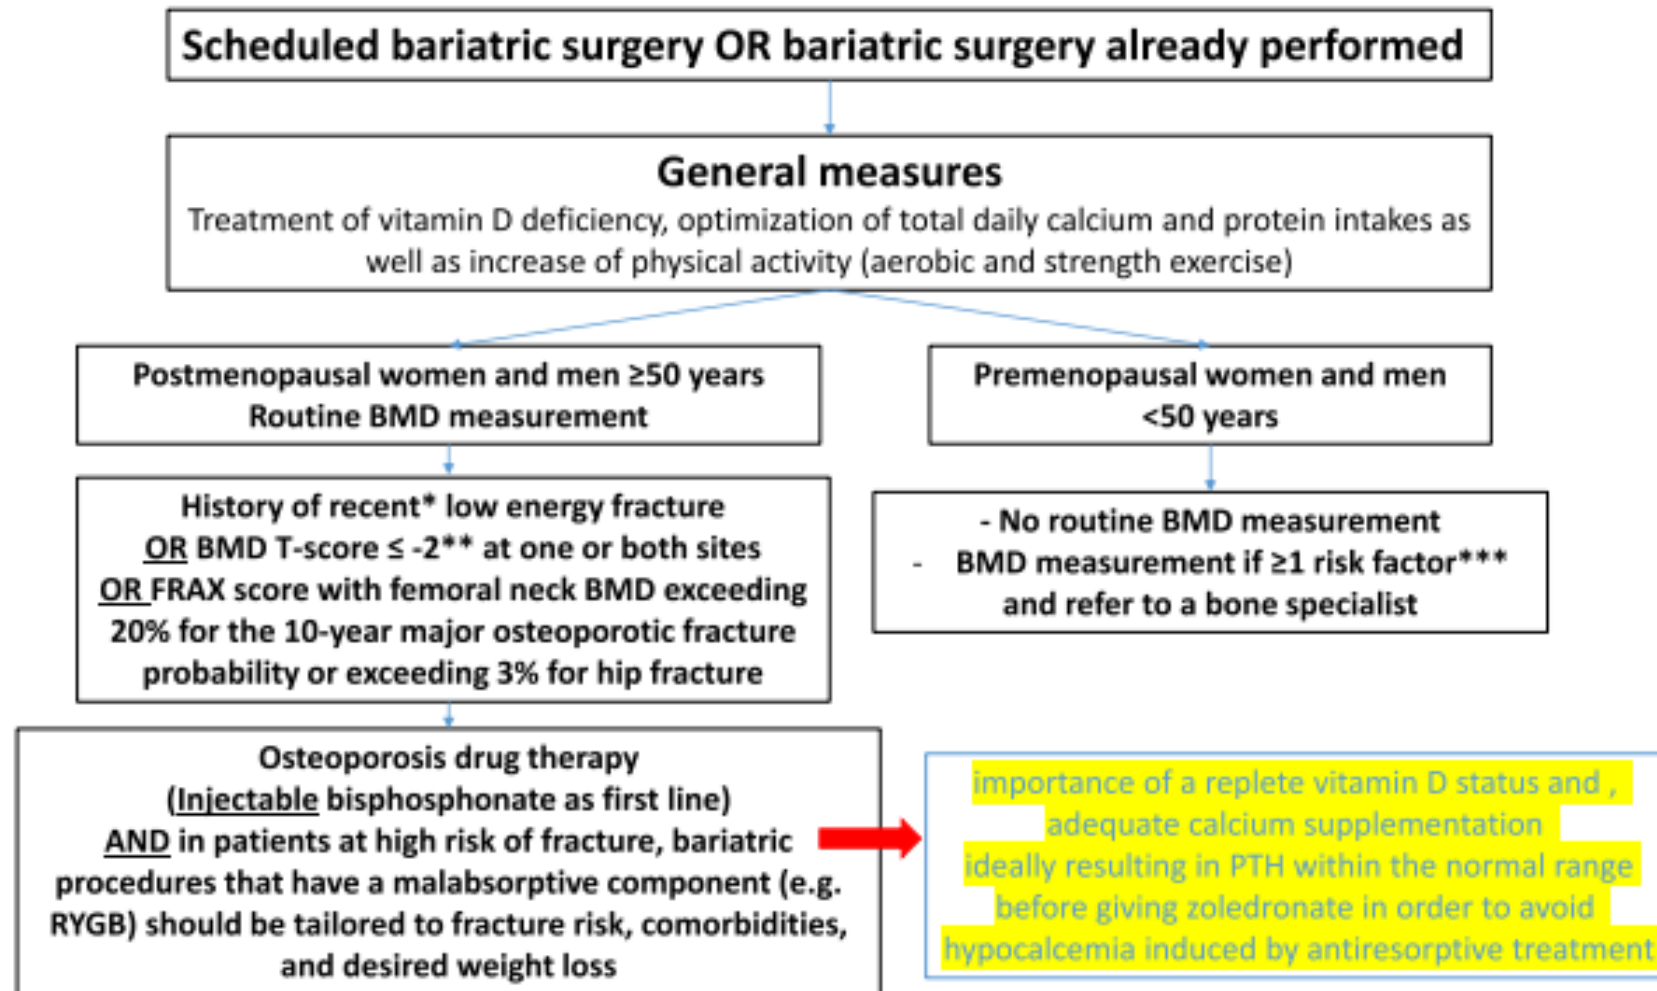 Scheduled bariatric surgery OR bariatric surgery already performed
General measures
Treatment of vitamin D deficiency, optimization of total daily calcium and protein intakes as
well as increase of physical activity (aerobic and strength exercise)
Postmenopausal women and men ≥50 years
Routine BMD measurement
Premenopausal women and men
<50 years
History of recent* low energy fracture
OR BMD T-score ≤ -2** at one or both sites
OR FRAX score with femoral neck BMD exceeding
20% for the 10-year major osteoporotic fracture
probability or exceeding 3% for hip fracture
- No routine BMD measurement
- BMD measurement if ≥1 risk factor***
and refer to a bone specialist
Osteoporosis drug therapy
(Injectable bisphosphonate as first line)
AND in patients at high risk of fracture, bariatric
procedures that have a malabsorptive component (e.g.
RYGB) should be tailored to fracture risk, comorbidities,
and desired weight loss
importance of a replete vitamin D status and ,
adequate calcium supplementation
ideally resulting in PTH within the normal range
before giving zoledronate in order to avoid
hypocalcemia induced by antiresorptive treatment